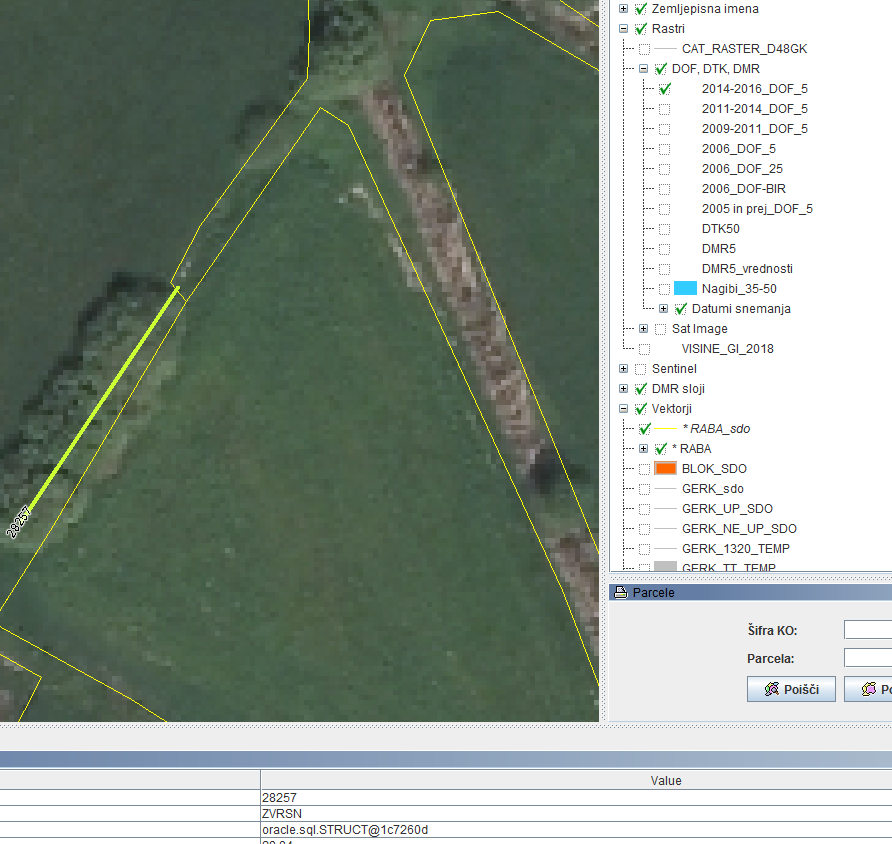 Zemljepisna imena
Rastri
CAT_RASTER_D48GK
DOF, DTK, DMR
2014-2016_DOF_5
2011-2014_DOF_5
2009-2011_DOF_5
2006_DOF_5
2006_DOF_25
2006_DOF-BIR
2005 in prej_DOF_5
DTK50
DMR5
DMR5_vrednosti
Nagibi_35-50
Datumi snemanja
Sat Image
VISINE_GI_2018
Sentinel
DMR sloji
Vektorji
* RABA_sdo
* RABA
BLOK_SDO
GERK_sdo
GERK_UP_SDO
GERK_NE_UP_SDO
GERK_1320_TEMP
GERK_TT_TEMP
28257
Parcele
Šifra KO:
Parcela:
Poišči
Value
28257
ZVRSN
oracle.sql.STRUCT@1c7260d